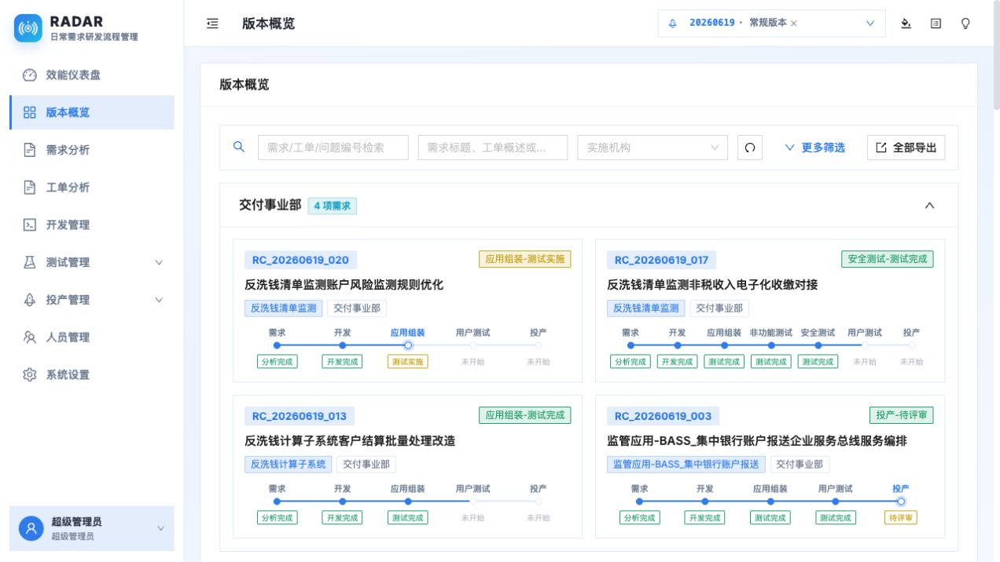 RADAR
日常需求研发流程管理
效能仪表盘
版本概览
需求分析
工单分析
开发管理
测试管理
投产管理
人员管理
系统设置
超级管理员
超级管理员
版本概览
20260619 · 常规版本 ×
版本概览
需求/工单/问题编号检索
需求标题、工单概述或...
实施机构
更多筛选
全部导出
交付事业部 4 项需求
RC_20260619_020 应用组装-测试实施
反洗钱清单监测账户风险监测规则优化
反洗钱清单监测 交付事业部
需求 开发 应用组装 用户测试 投产
分析完成 开发完成 测试实施 未开始 未开始
RC_20260619_017 安全测试-测试完成
反洗钱清单监测非税收入电子化收缴对接
反洗钱清单监测 交付事业部
需求 开发 应用组装 非功能测试 安全测试 用户测试 投产
分析完成 开发完成 测试完成 测试完成 测试完成 未开始 未开始
RC_20260619_013 应用组装-测试完成
反洗钱计算子系统客户结算批量处理改造
反洗钱计算子系统 交付事业部
需求 开发 应用组装 用户测试 投产
分析完成 开发完成 测试完成 未开始 未开始
RC_20260619_003 投产-待评审
监管应用-BASS_集中银行账户报送企业服务总线服务编排
监管应用-BASS_集中银行账户报送 交付事业部
需求 开发 应用组装 用户测试 投产
分析完成 开发完成 测试完成 测试完成 待评审